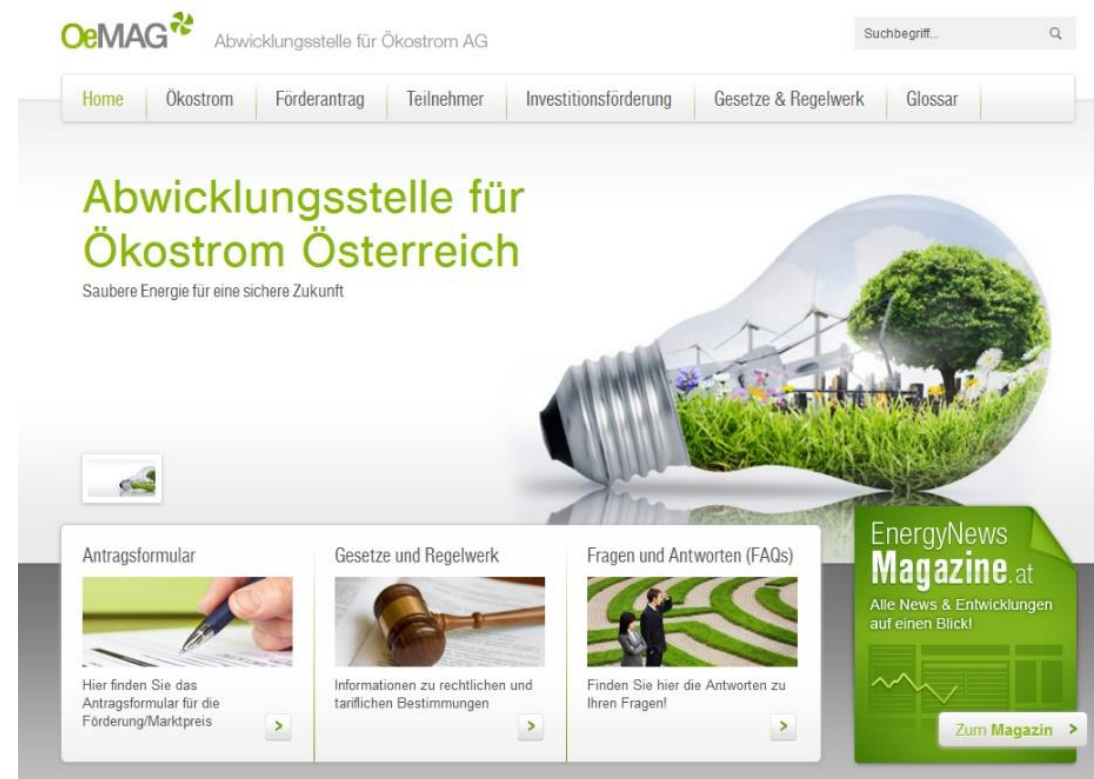 OeMAG
Abwicklungsstelle für Ökostrom AG
Suchbegriff...
Home
Ökostrom
Förderantrag
Teilnehmer
Investitionsförderung
Gesetze & Regelwerk
Glossar
Abwicklungsstelle für
Ökostrom Österreich
Saubere Energie für eine sichere Zukunft
Antragsformular
Hier finden Sie das
Antragsformular für die
Förderung/Marktpreis
Gesetze und Regelwerk
Informationen zu rechtlichen und
tariflichen Bestimmungen
Fragen und Antworten (FAQs)
Finden Sie hier die Antworten zu
Ihren Fragen!
EnergyNews
Magazine.at
Alle News & Entwicklungen
auf einen Blick!
Zum Magazin